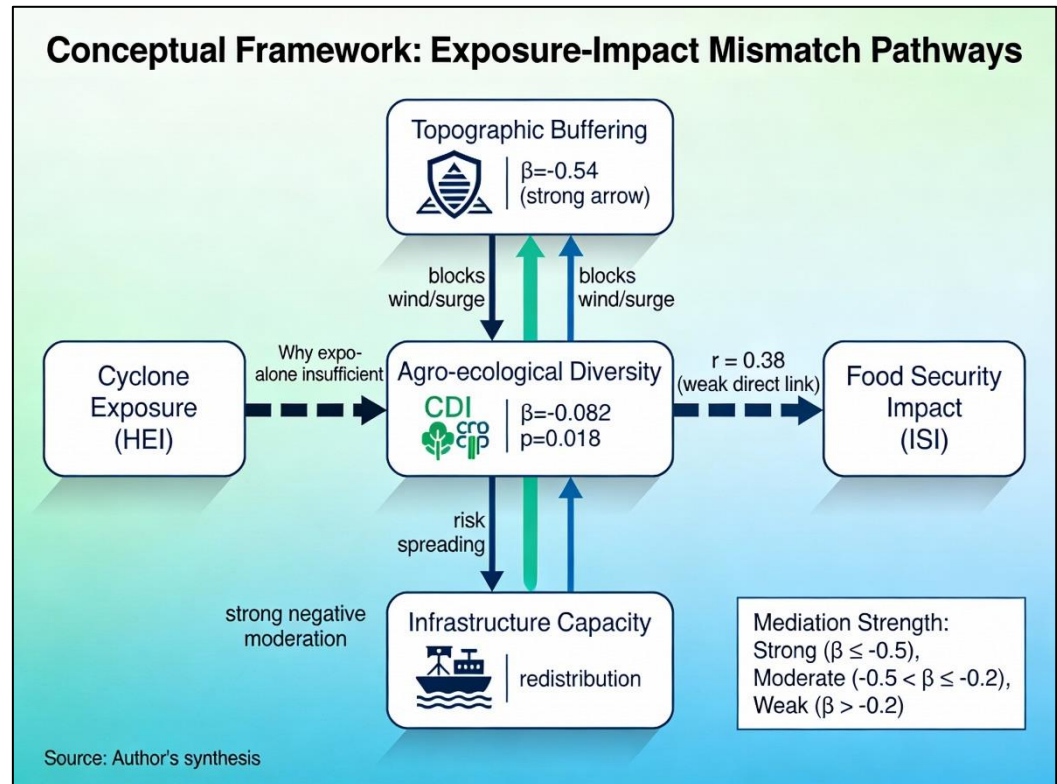 Conceptual Framework: Exposure-Impact Mismatch Pathways
Topographic Buffering
β=-0.54
(strong arrow)
blocks
wind/surge
blocks
wind/surge
Cyclone
Exposure
(HEI)
Why expo-
alone insufficient
Agro-ecological Diversity
CDI
cro
cp
β=-0.082
p=0.018
r = 0.38
(weak direct link)
Food Security
Impact
(ISI)
risk
spreading
strong negative
moderation
Infrastructure Capacity
redistribution
Mediation Strength:
Strong (β ≤ -0.5),
Moderate (-0.5 < β ≤ -0.2),
Weak (β > -0.2)
Source: Author's synthesis